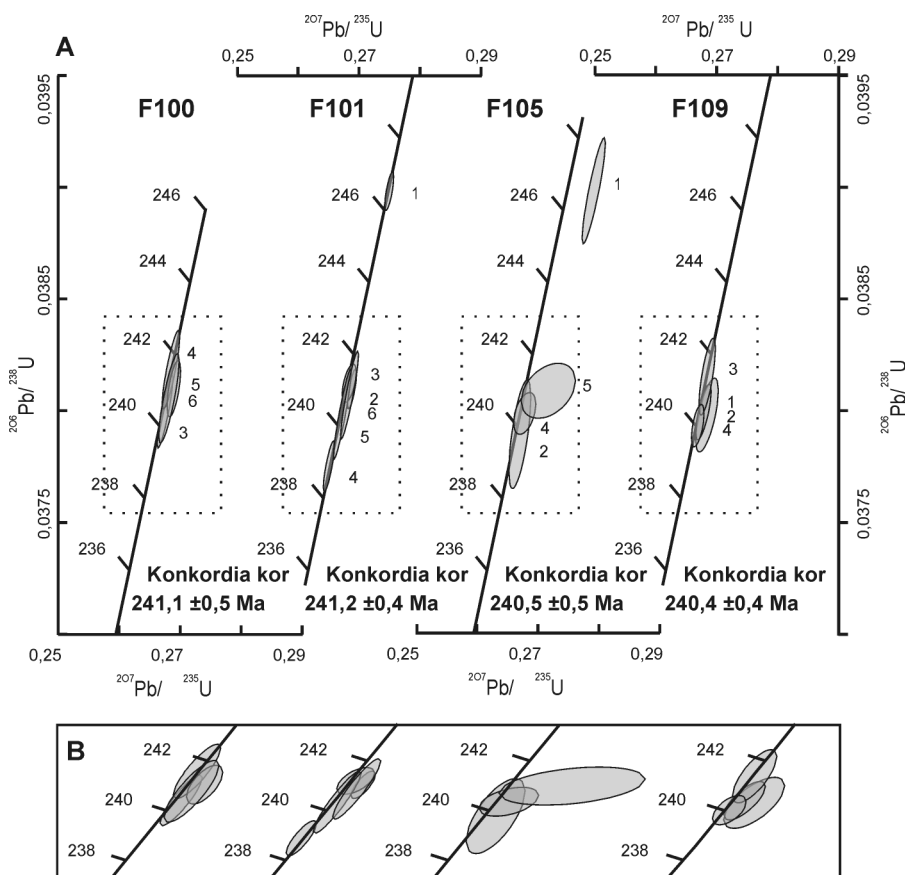 A
207Pb/ 235U
207Pb/ 235U
0,25 0,27 0,29
0,25 0,27 0,29
0,0395
0,0385
0,0375
206Pb/ 238U
0,0395
0,0385
0,0375
206Pb/ 238U
F100
246
244
242
240
238
236
4
5
6
3
Konkordia kor
241,1 ±0,5 Ma
F101
246
244
242
240
238
236
1
3
2
6
5
4
Konkordia kor
241,2 ±0,4 Ma
F105
246
244
242
240
238
236
1
5
4
2
Konkordia kor
240,5 ±0,5 Ma
F109
246
244
242
240
238
236
3
1
2
4
Konkordia kor
240,4 ±0,4 Ma
0,25 0,27 0,29
0,25 0,27 0,29
207Pb/ 235U
207Pb/ 235U
B
242
240
238
242
240
238
242
240
238
242
240
238